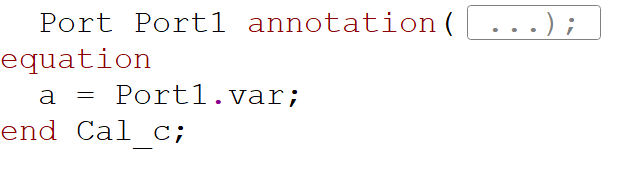 Port Port1 annotation( ...);
equation
a = Port1.var;
end Cal_c;